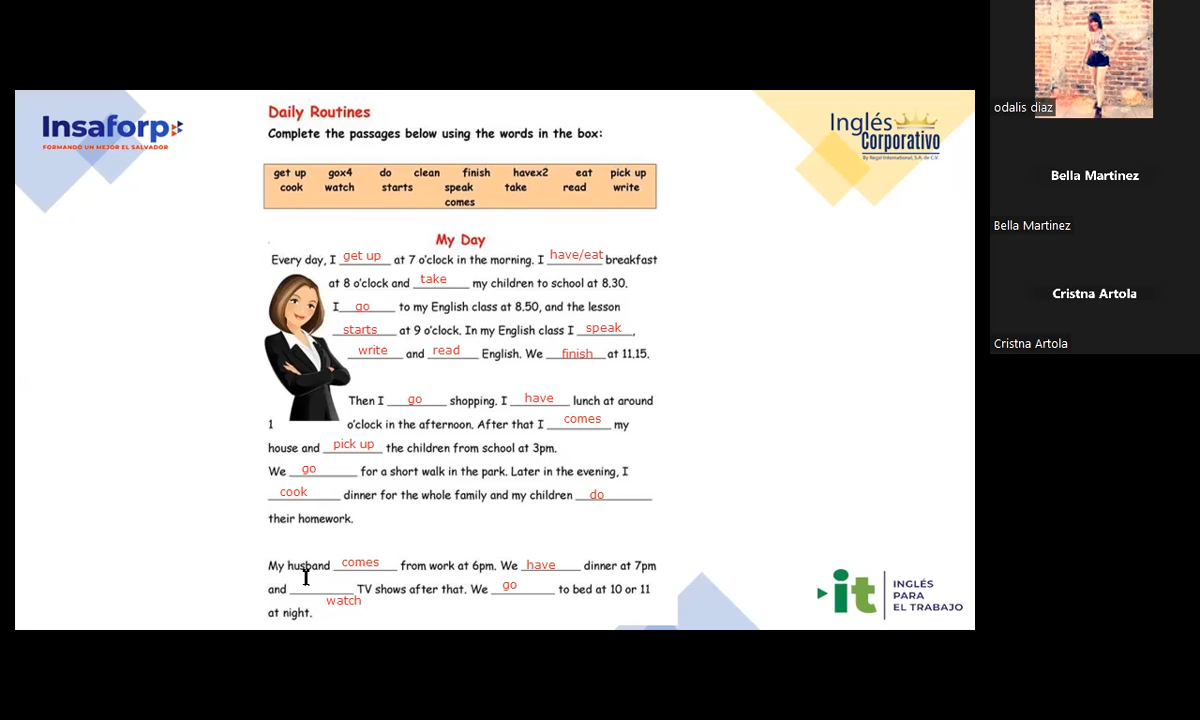 Insaforp
FORMANDO UN MEJOR EL SALVADOR
Inglés
Corporativo
By Regal International, S.A. de C.V.
Daily Routines
Complete the passages below using the words in the box:
get up gox4 do clean finish havex2 eat pick up
cook watch starts speak take read write
comes
My Day
Every day, I get up at 7 o'clock in the morning. I have/eat breakfast
at 8 o'clock and take my children to school at 8.30.
I go to my English class at 8.50, and the lesson
starts at 9 o'clock. In my English class I speak,
write and read English. We finish at 11.15.
Then I go shopping. I have lunch at around
1 o'clock in the afternoon. After that I comes my
house and pick up the children from school at 3pm.
We go for a short walk in the park. Later in the evening, I
cook dinner for the whole family and my children do
their homework.
My husband comes from work at 6pm. We have dinner at 7pm
and watch TV shows after that. We go to bed at 10 or 11
at night.
it INGLÉS
PARA
EL TRABAJO
odalis diaz
Bella Martinez
Bella Martinez
Cristna Artola
Cristna Artola